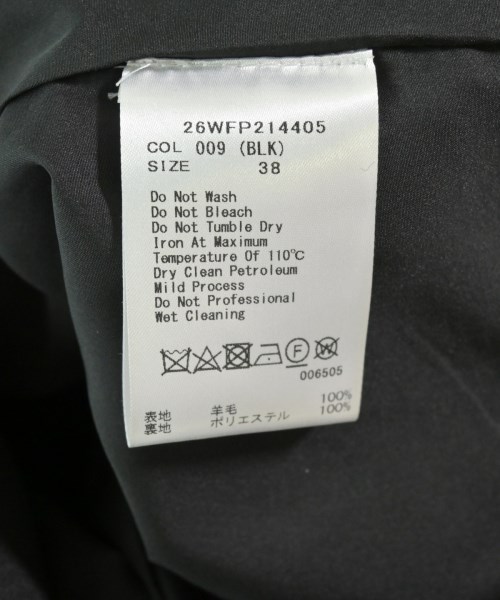 26WFP214405
COL 009 (BLK)
SIZE 38
Do Not Wash
Do Not Bleach
Do Not Tumble Dry
Iron At Maximum
Temperature Of 110℃
Dry Clean Petroleum
Mild Process
Do Not Professional
Wet Cleaning
F W
006505
表地 羊毛 100%
裏地 ポリエステル 100%